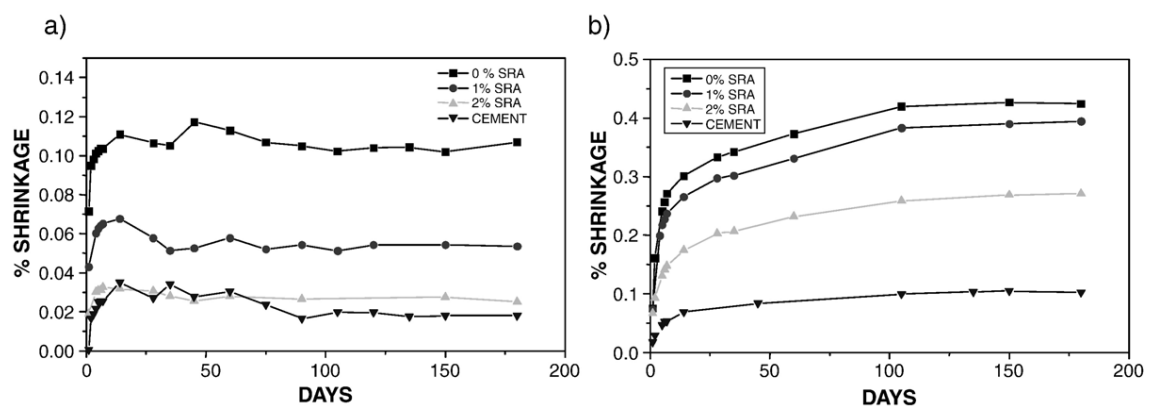 a)
% SHRINKAGE
0.14
0.12
0.10
0.08
0.06
0.04
0.02
0.00
0 % SRA
1% SRA
2% SRA
CEMENT
0
50
100
150
200
DAYS
b)
% SHRINKAGE
0.5
0.4
0.3
0.2
0.1
0.0
0% SRA
1% SRA
2% SRA
CEMENT
0
50
100
150
200
DAYS